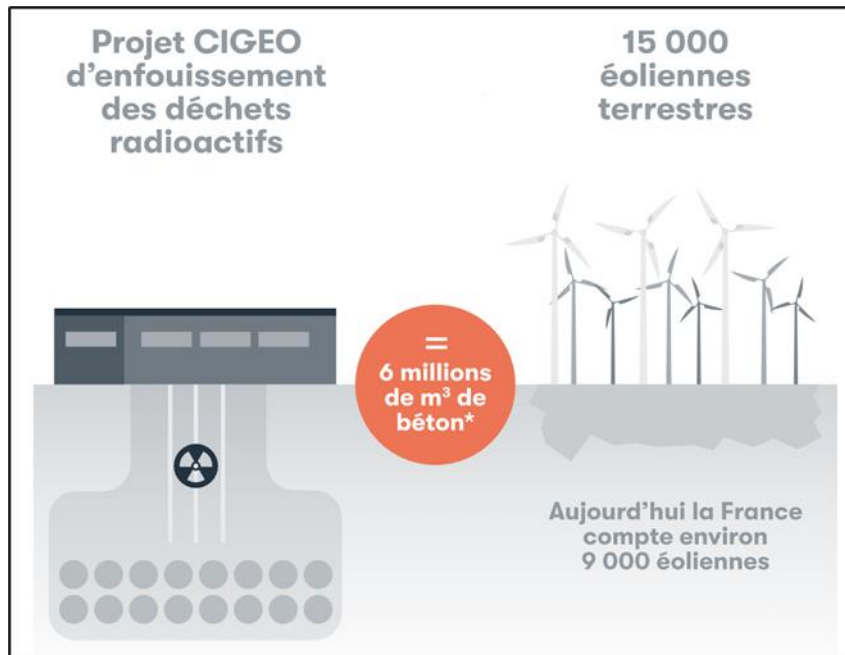 Projet CIGEO
d'enfouissement
des déchets
radioactifs
15 000
éoliennes
terrestres
=
6 millions
de m³ de
béton*
Aujourd'hui la France
compte environ
9 000 éoliennes